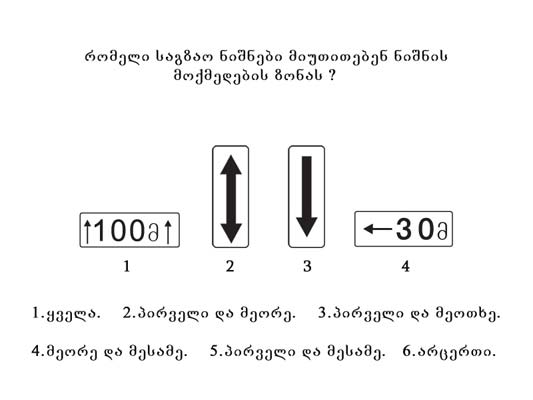 რომელი საგზაო ნიშნები მიუთითებენ ნიშნის
მოქმედების ზონას ?
100მ
30მ
1 2 3 4
1.ყველა. 2.პირველი და მეორე. 3.პირველი და მეოთხე.
4.მეორე და მესამე. 5.პირველი და მესამე. 6.არცერთი.